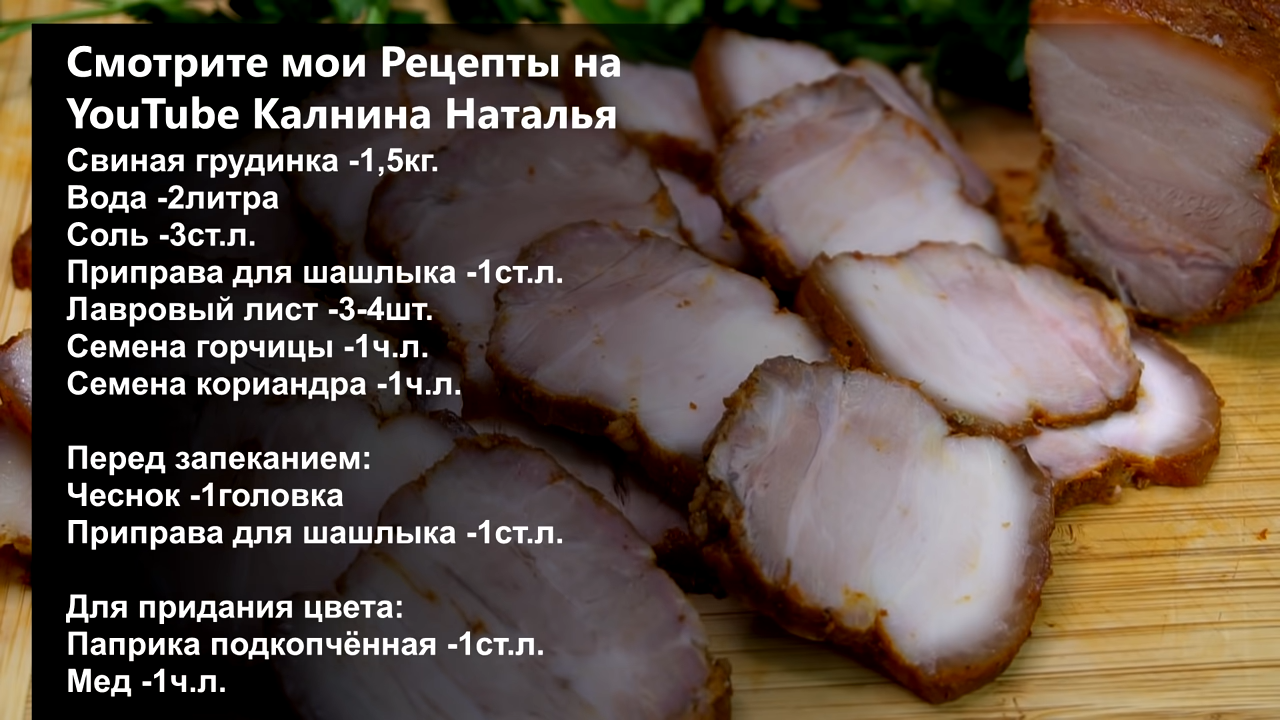 Смотрите мои Рецепты на
YouTube Калнина Наталья
Свиная грудинка -1,5кг.
Вода -2литра
Соль -3ст.л.
Приправа для шашлыка -1ст.л.
Лавровый лист -3-4шт.
Семена горчицы -1ч.л.
Семена кориандра -1ч.л.
Перед запеканием:
Чеснок -1головка
Приправа для шашлыка -1ст.л.
Для придания цвета:
Паприка подкопчённая -1ст.л.
Мед -1ч.л.